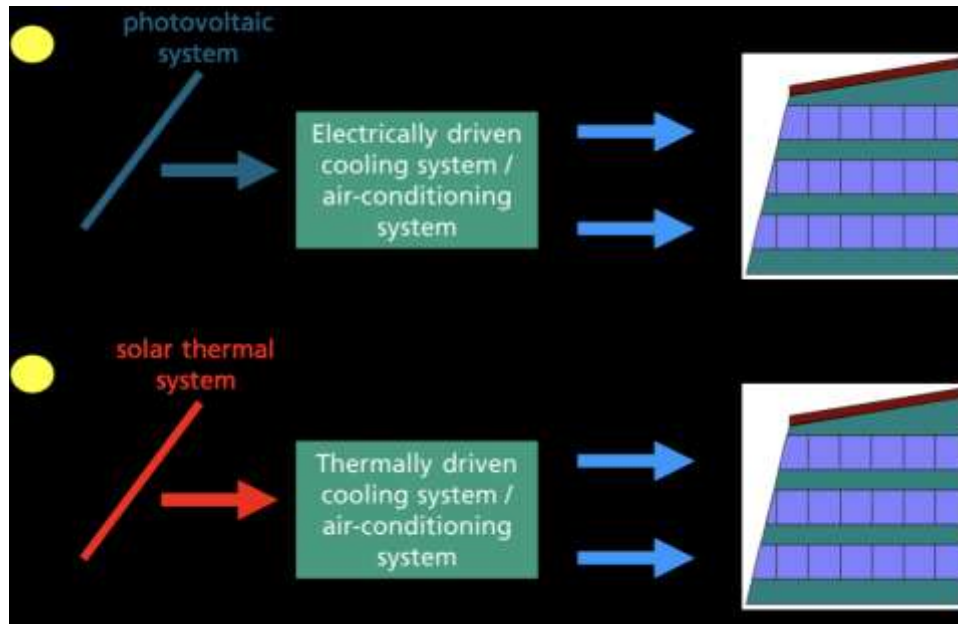 photovoltaic
system
Electrically driven
cooling system /
air-conditioning
system
solar thermal
system
Thermally driven
cooling system /
air-conditioning
system